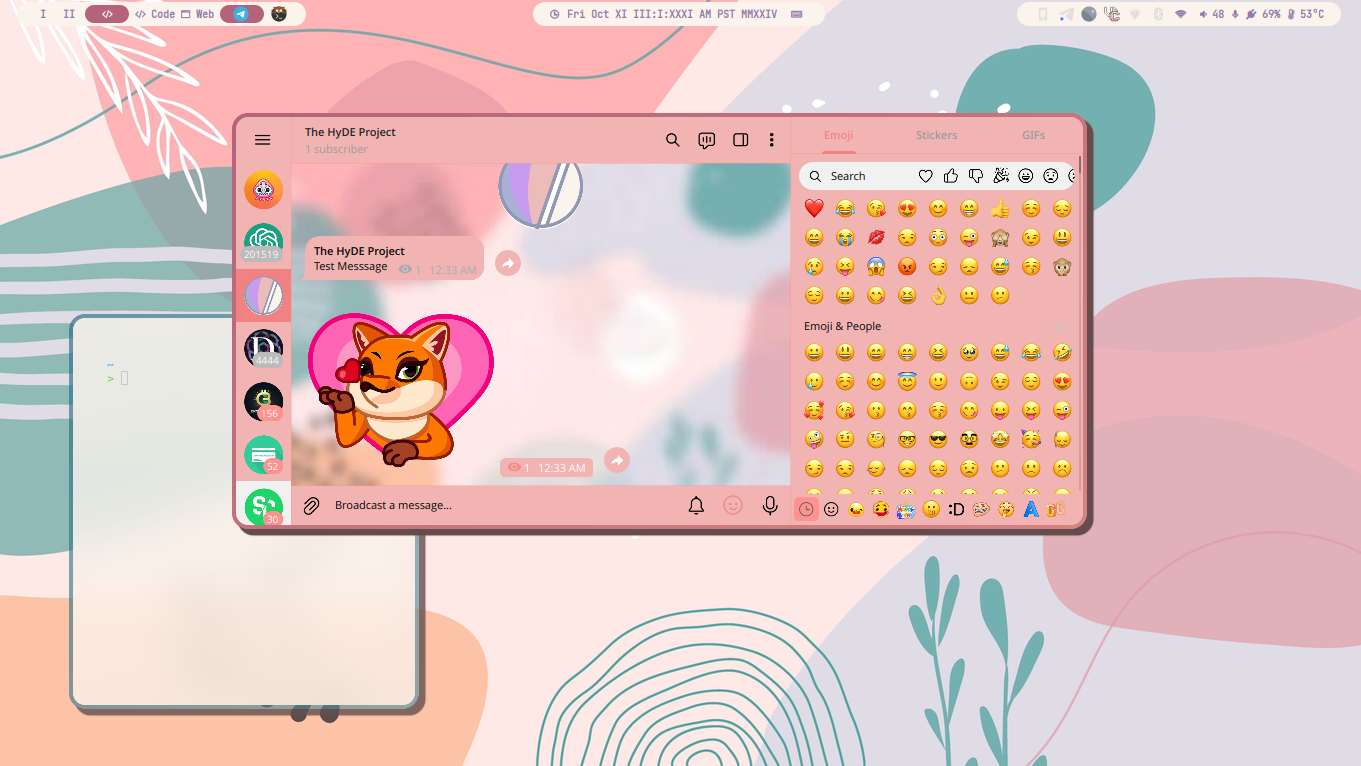 I II </> </> Code Web
Fri Oct XI III:I:XXXI AM PST MMXXIV
48 69% 53°C
The HyDE Project
1 subscriber
201519
4444
156
52
30
The HyDE Project
Test Messsage 1 12:33 AM
1 12:33 AM
Broadcast a message...
Emoji Stickers GIFs
Search
Emoji & People
~
>